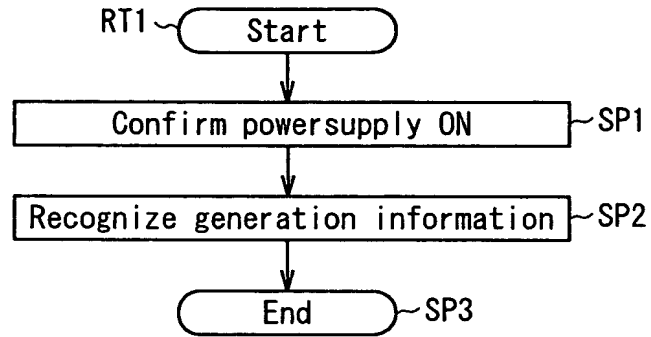 RT1 Start
Confirm powersupply ON SP1
Recognize generation information SP2
End SP3